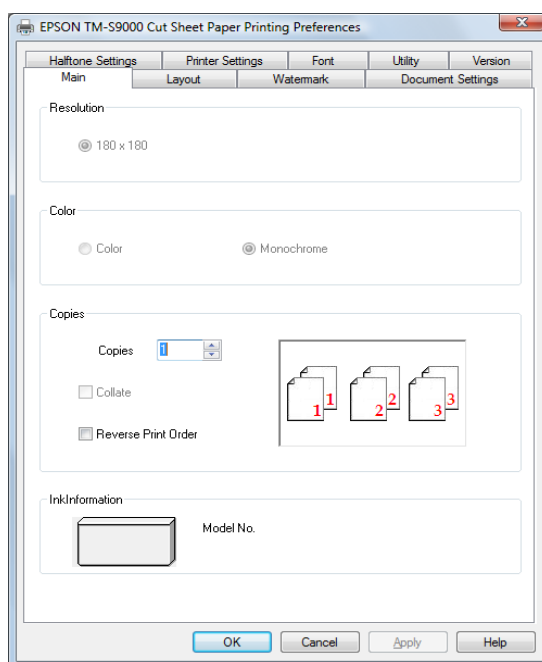 EPSON TM-S9000 Cut Sheet Paper Printing Preferences
Halftone Settings Printer Settings Font Utility Version
Main Layout Watermark Document Settings
Resolution
180 x 180
Color
Color Monochrome
Copies
Copies 1
1 1 2 2 3 3
Collate
Reverse Print Order
InkInformation
Model No.
OK Cancel Apply Help